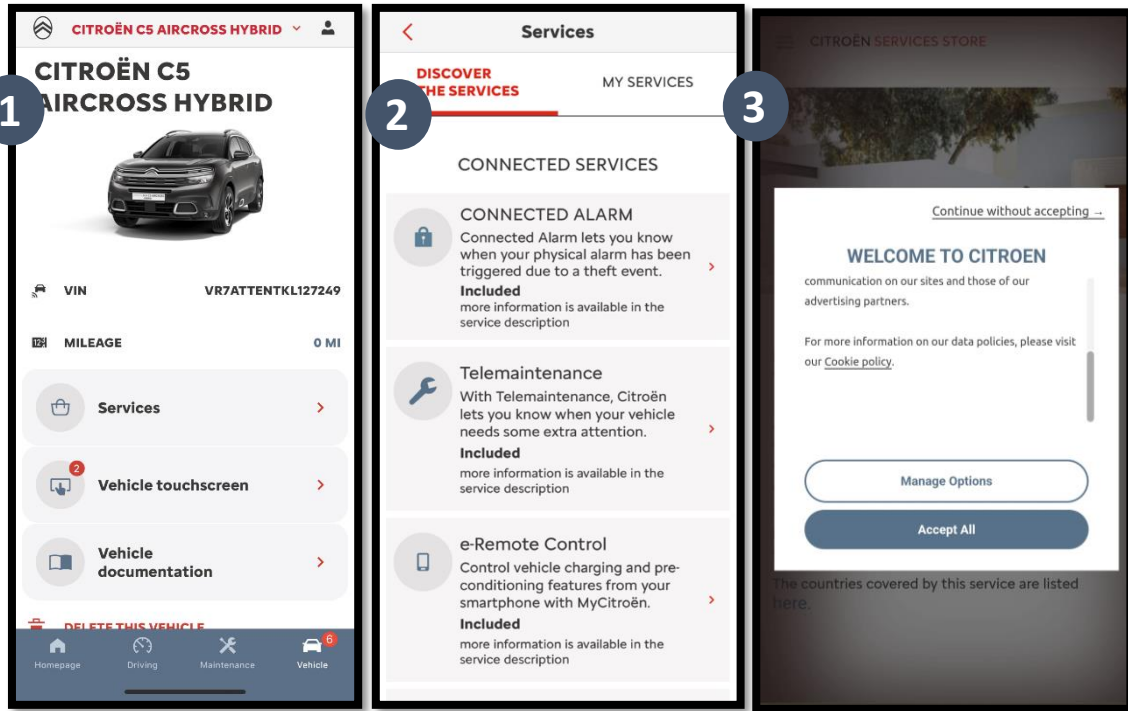 1
CITROËN C5 AIRCROSS HYBRID
CITROËN C5
AIRCROSS HYBRID
VIN VR7ATTENTKL127249
MILEAGE 0 MI
Services
2
Vehicle touchscreen
Vehicle
documentation
DELETE THIS VEHICLE
6
Homepage Driving Maintenance Vehicle
2
Services
DISCOVER
THE SERVICES
MY SERVICES
CONNECTED SERVICES
CONNECTED ALARM
Connected Alarm lets you know
when your physical alarm has been
triggered due to a theft event.
Included
more information is available in the
service description
Telemaintenance
With Telemaintenance, Citroën
lets you know when your vehicle
needs some extra attention.
Included
more information is available in the
service description
e-Remote Control
Control vehicle charging and pre-
conditioning features from your
smartphone with MyCitroën.
Included
more information is available in the
service description
3
CITROËN SERVICES STORE
Continue without accepting →
WELCOME TO CITROEN
communication on our sites and those of our
advertising partners.
For more information on our data policies, please visit
our Cookie policy.
Manage Options
Accept All
The countries covered by this service are listed
here.